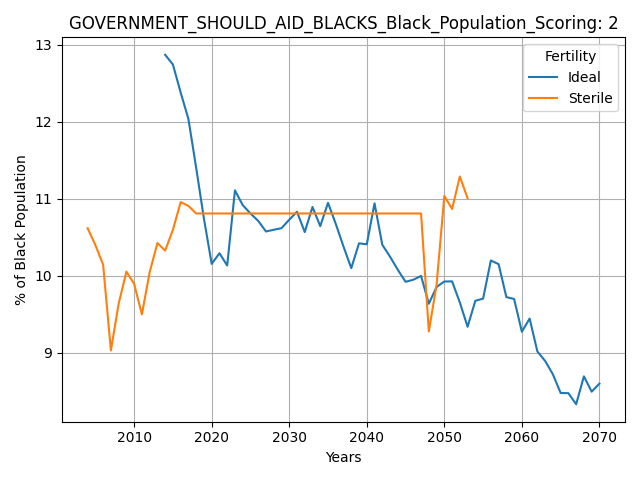 GOVERNMENT_SHOULD_AID_BLACKS_Black_Population_Scoring: 2
Fertility
Ideal
Sterile
% of Black Population
13
12
11
10
9
2010 2020 2030 2040 2050 2060 2070
Years